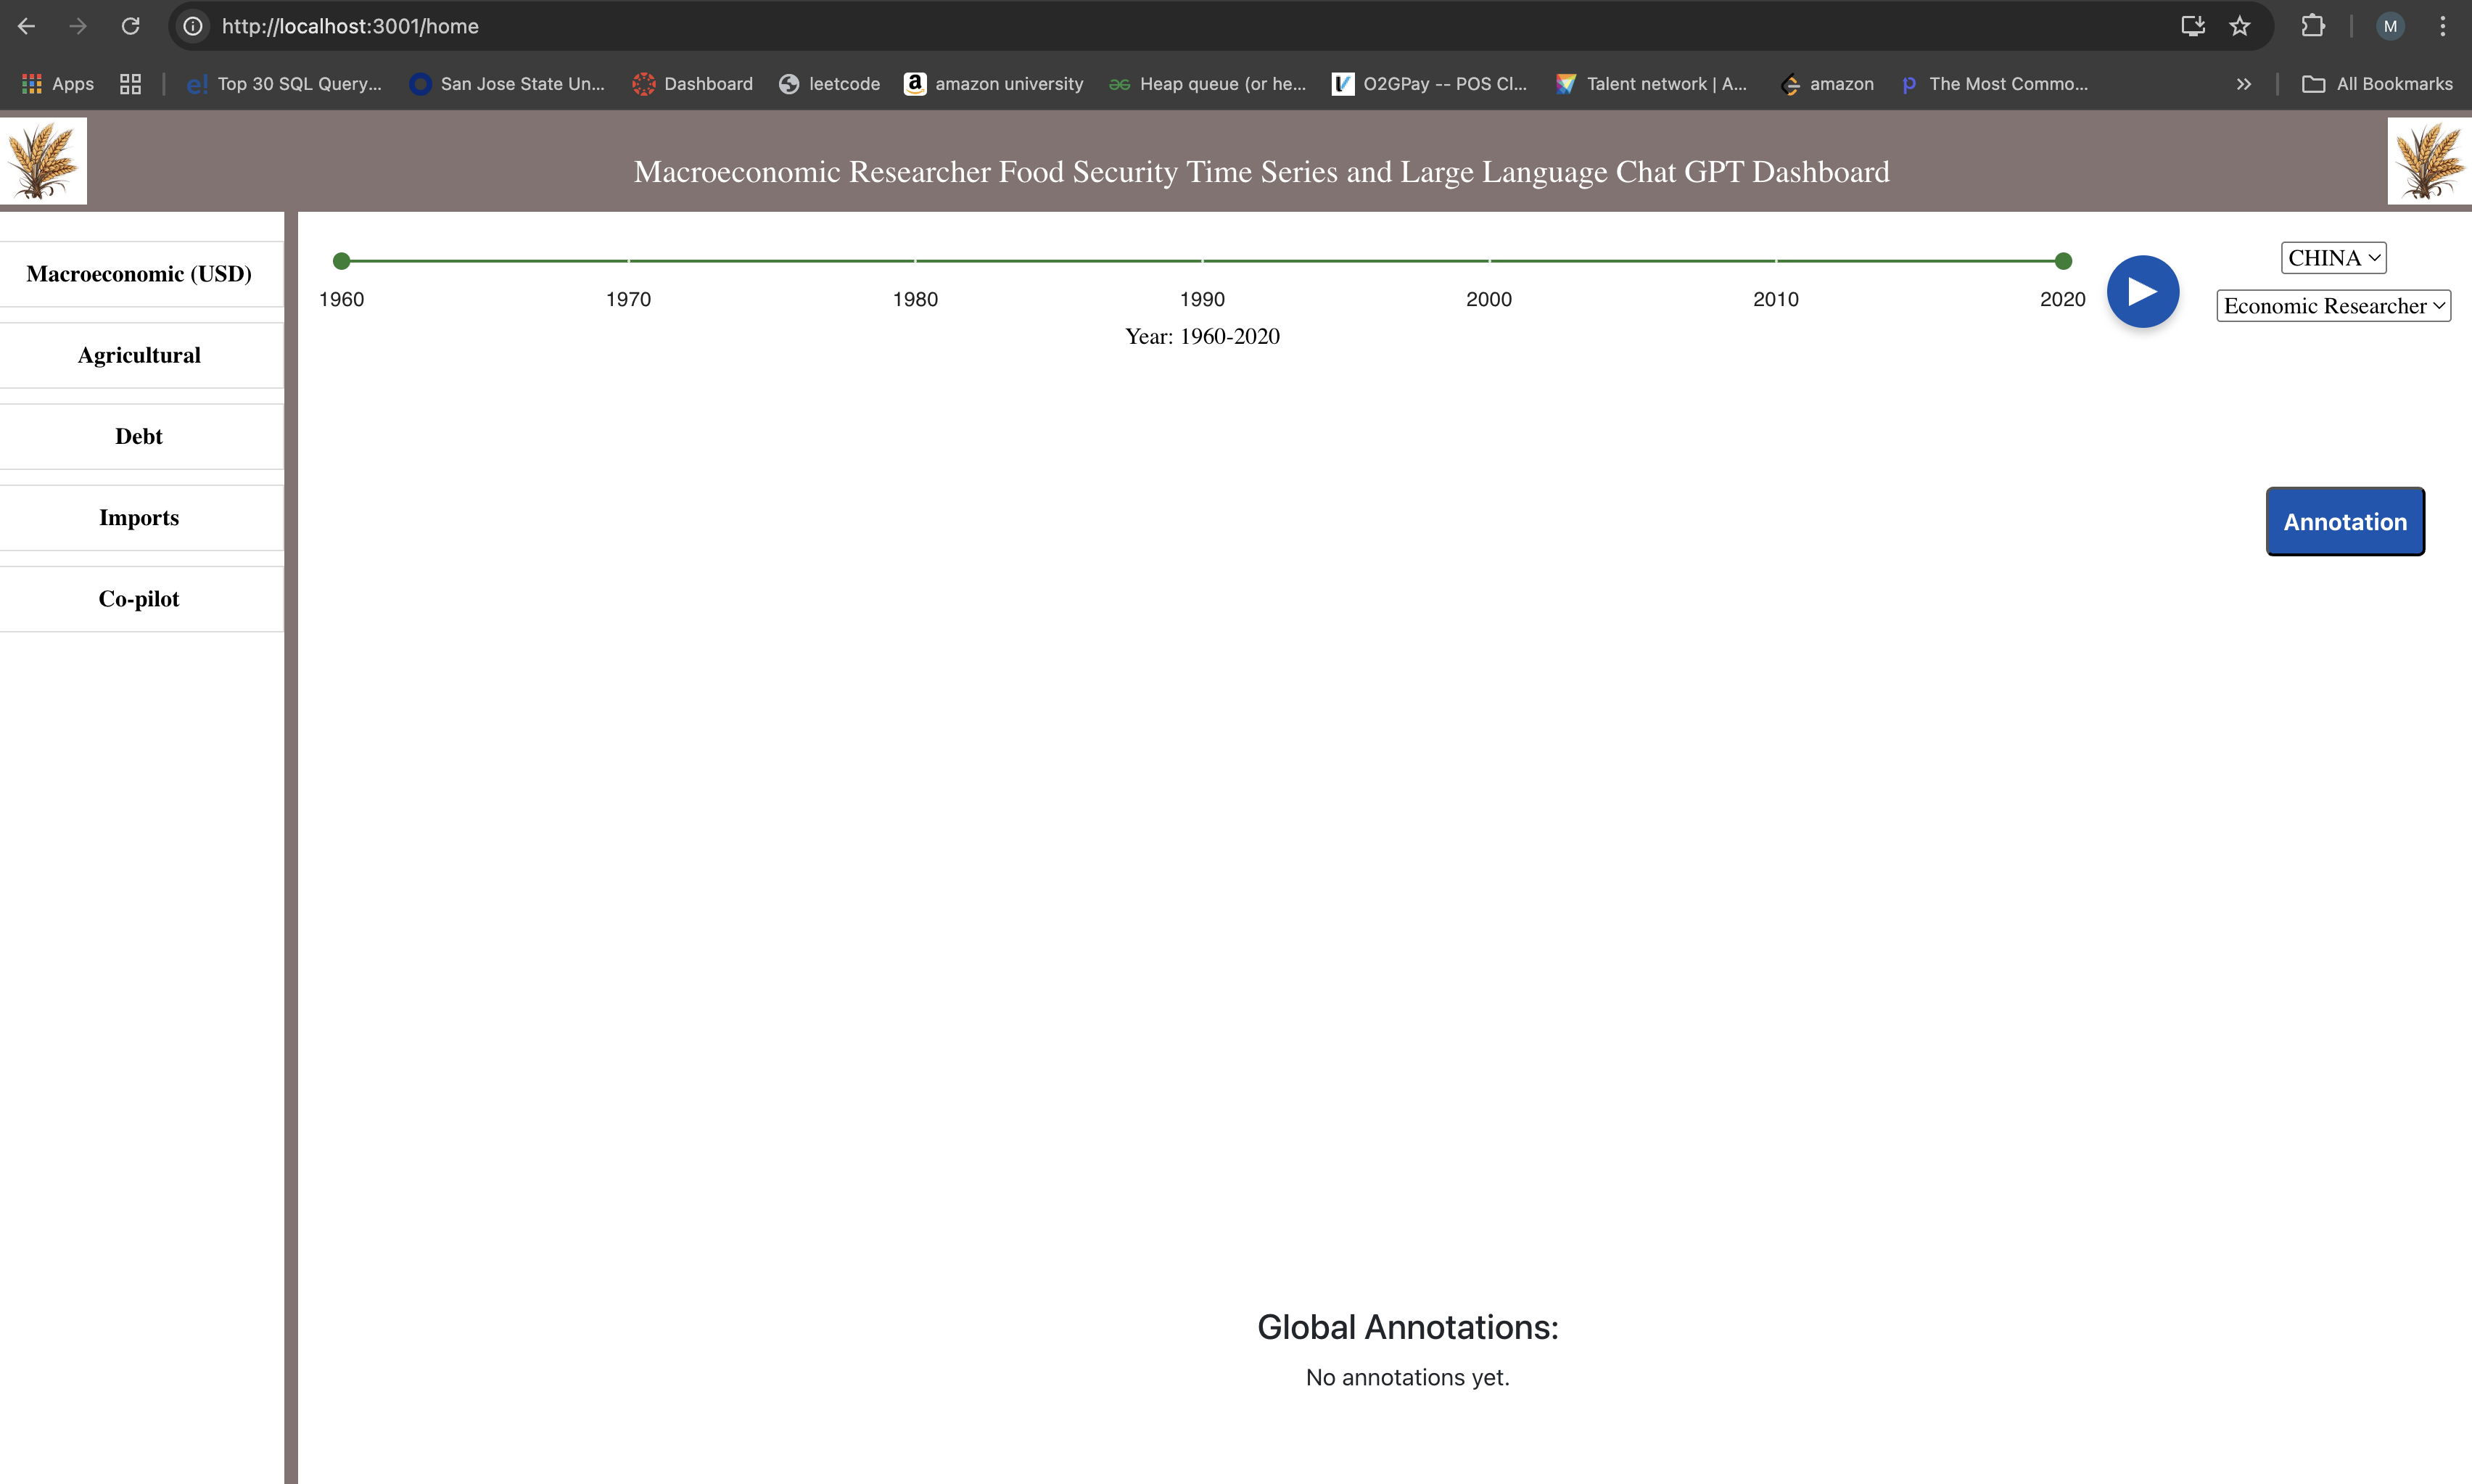 http://localhost:3001/home
M
Apps
e! Top 30 SQL Query...
San Jose State Un...
Dashboard
leetcode
a amazon university
Heap queue (or he...
O2GPay -- POS Cl...
Talent network | A...
amazon
The Most Commo...
All Bookmarks
Macroeconomic Researcher Food Security Time Series and Large Language Chat GPT Dashboard
Macroeconomic (USD)
Agricultural
Debt
Imports
Co-pilot
1960 1970 1980 1990 2000 2010 2020
Year: 1960-2020
CHINA
Economic Researcher
Annotation
Global Annotations:
No annotations yet.